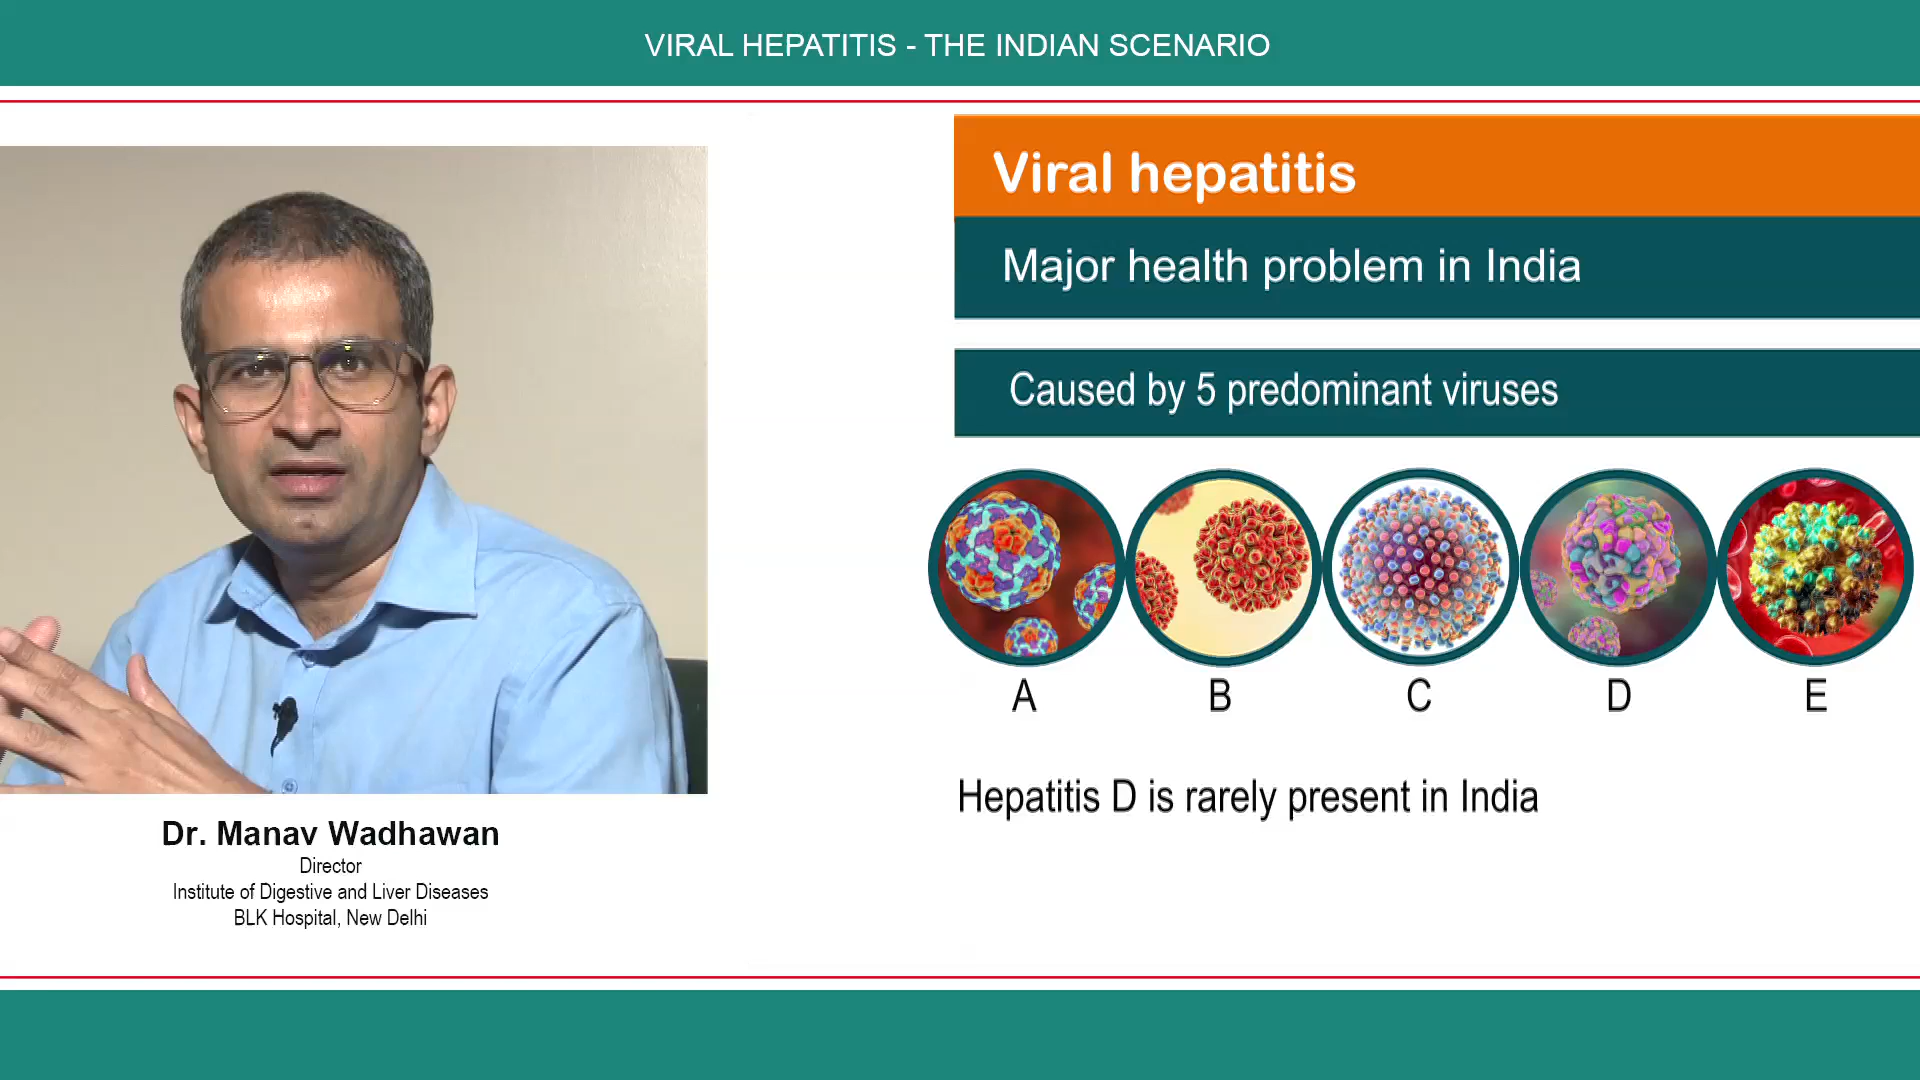 VIRAL HEPATITIS - THE INDIAN SCENARIO
Viral hepatitis
Major health problem in India
Caused by 5 predominant viruses
A B C D E
Hepatitis D is rarely present in India
Dr. Manav Wadhawan
Director
Institute of Digestive and Liver Diseases
BLK Hospital, New Delhi